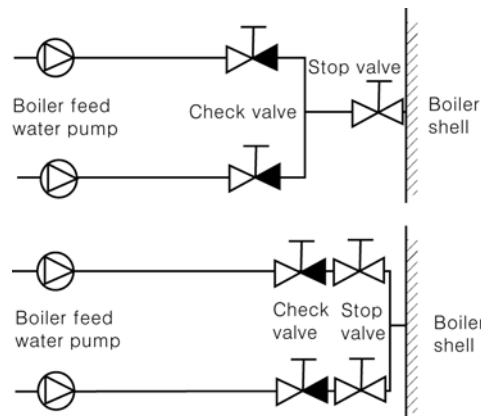 Stop valve
Boiler feed
water pump
Check valve
Boiler
shell
Boiler feed
water pump
Check
valve
Stop
valve
Boiler
shell